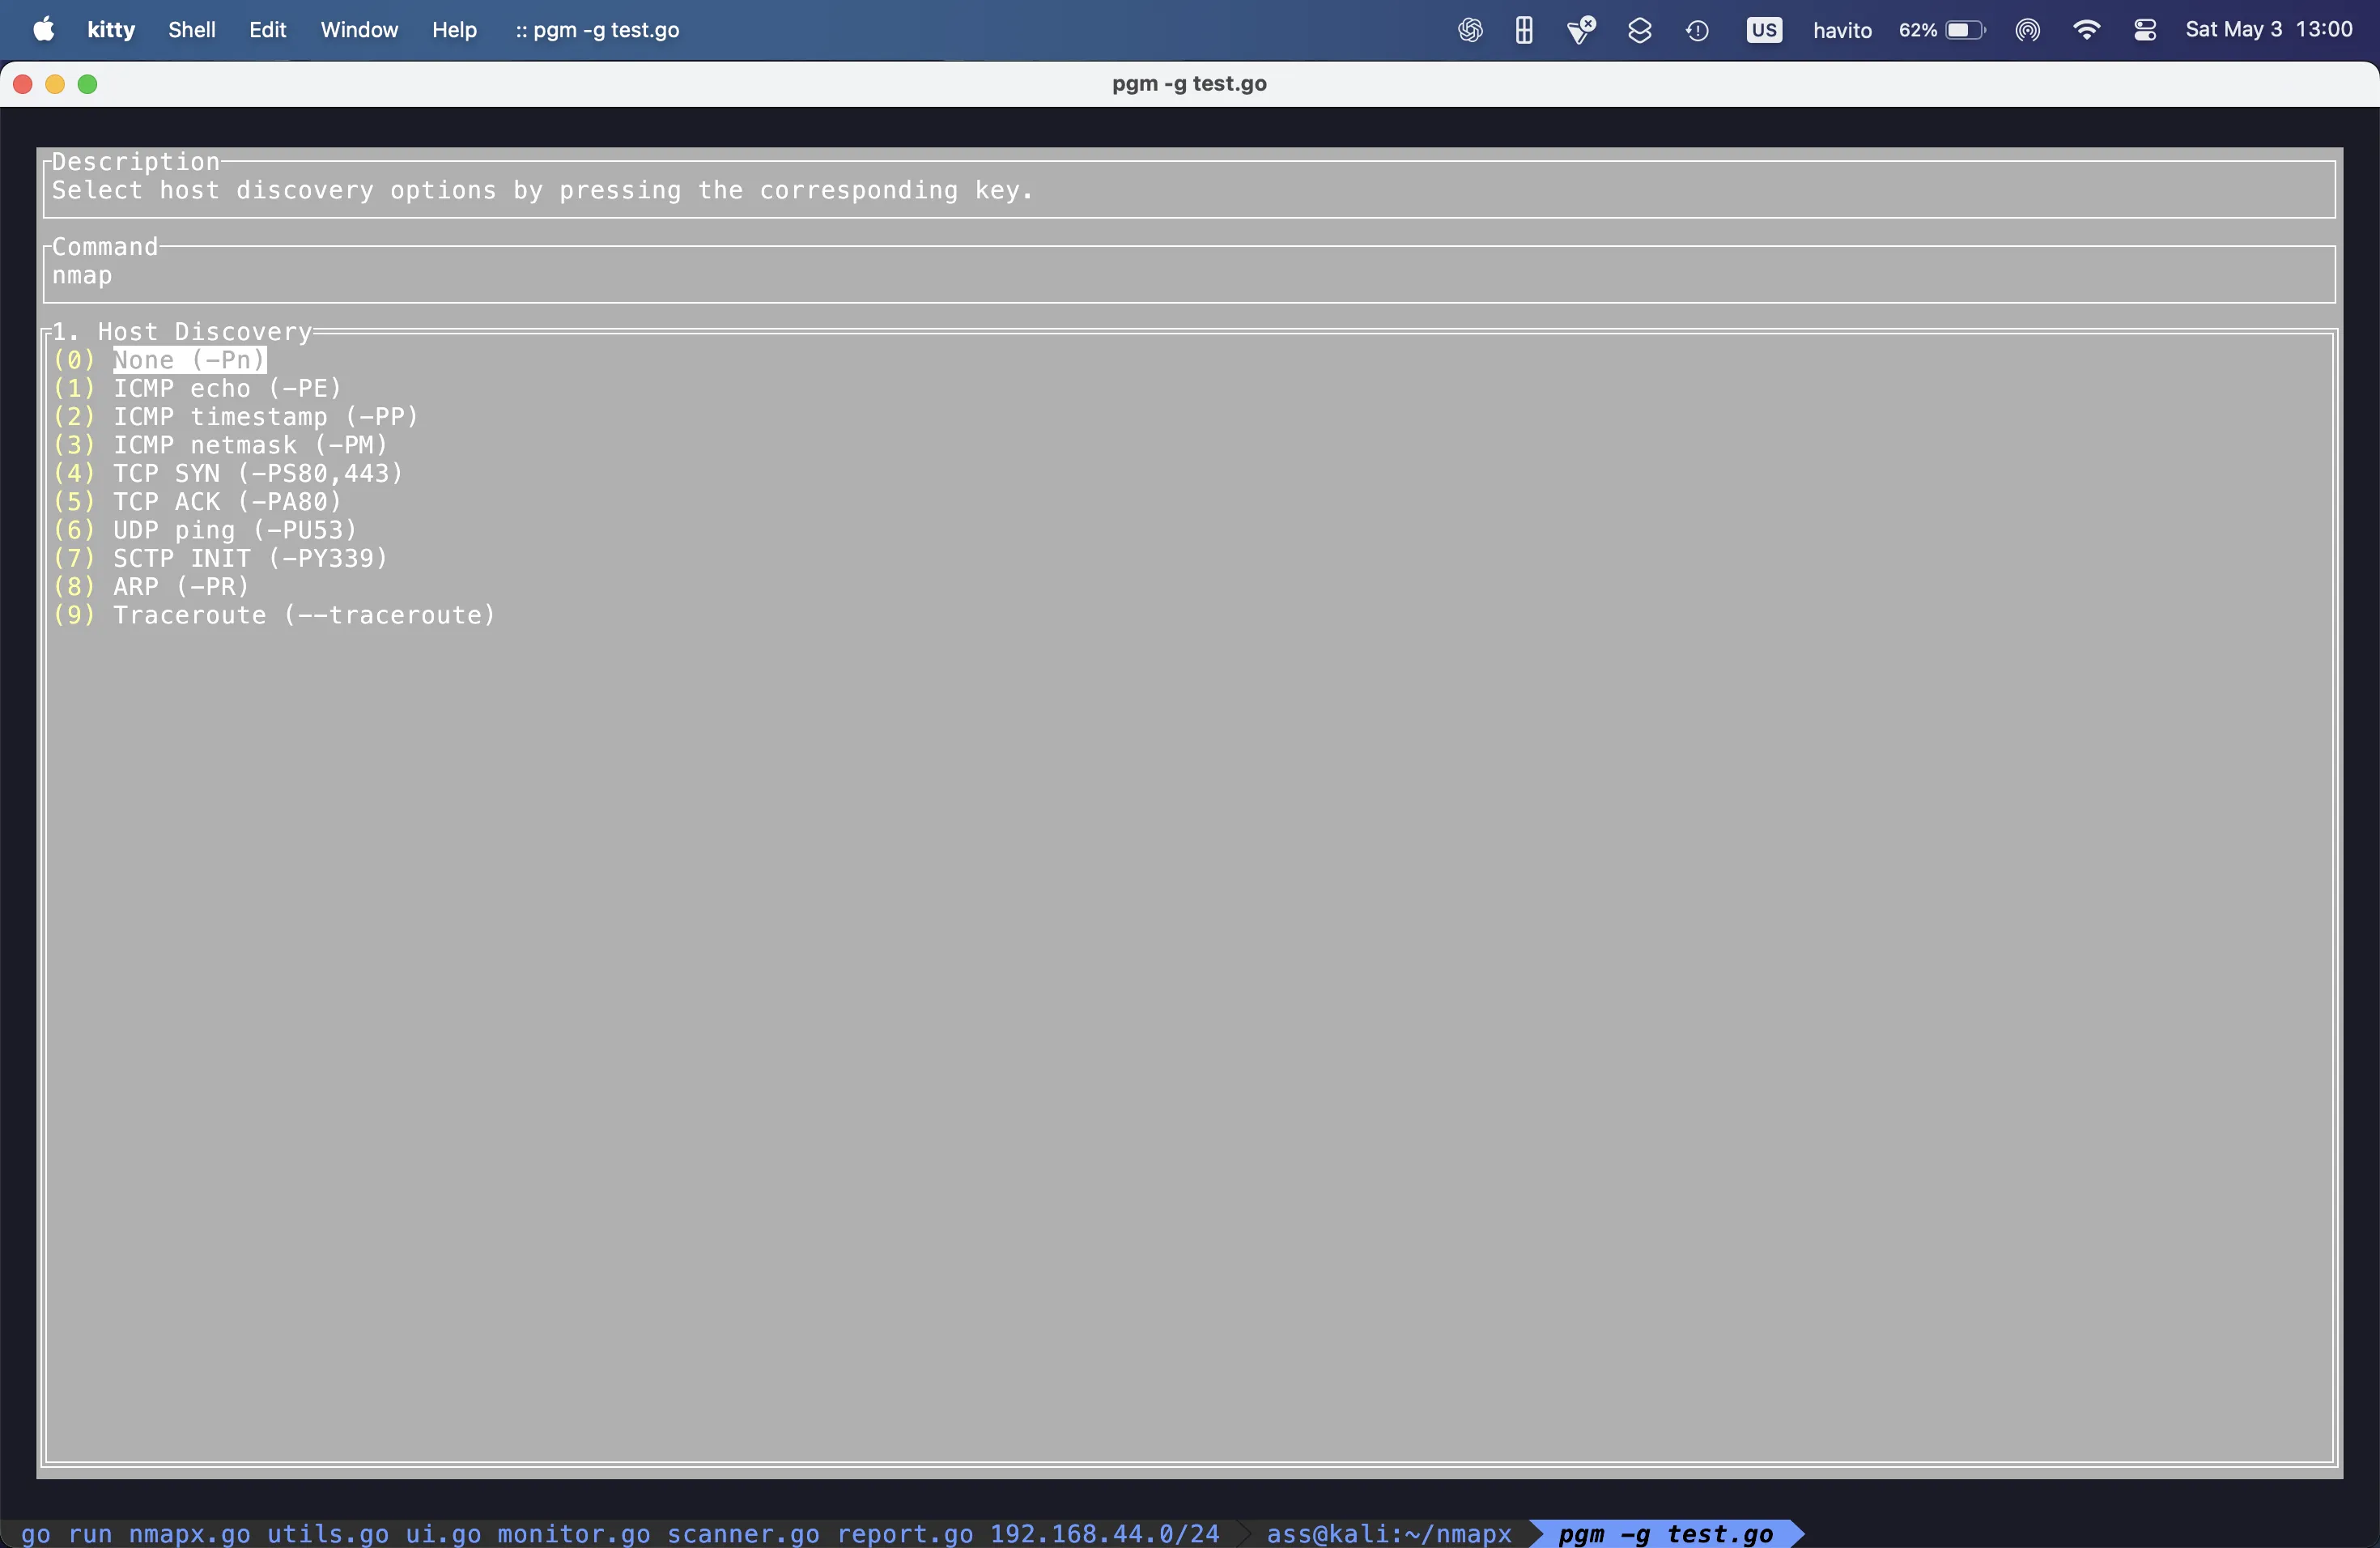 kitty Shell Edit Window Help :: pgm -g test.go US havito 62% Sat May 3 13:00
pgm -g test.go
Description
Select host discovery options by pressing the corresponding key.
Command
nmap
1. Host Discovery
(0) None (-Pn)
(1) ICMP echo (-PE)
(2) ICMP timestamp (-PP)
(3) ICMP netmask (-PM)
(4) TCP SYN (-PS80,443)
(5) TCP ACK (-PA80)
(6) UDP ping (-PU53)
(7) SCTP INIT (-PY339)
(8) ARP (-PR)
(9) Traceroute (--traceroute)
go run nmapx.go utils.go ui.go monitor.go scanner.go report.go 192.168.44.0/24 ass@kali:~/nmapx pgm -g test.go